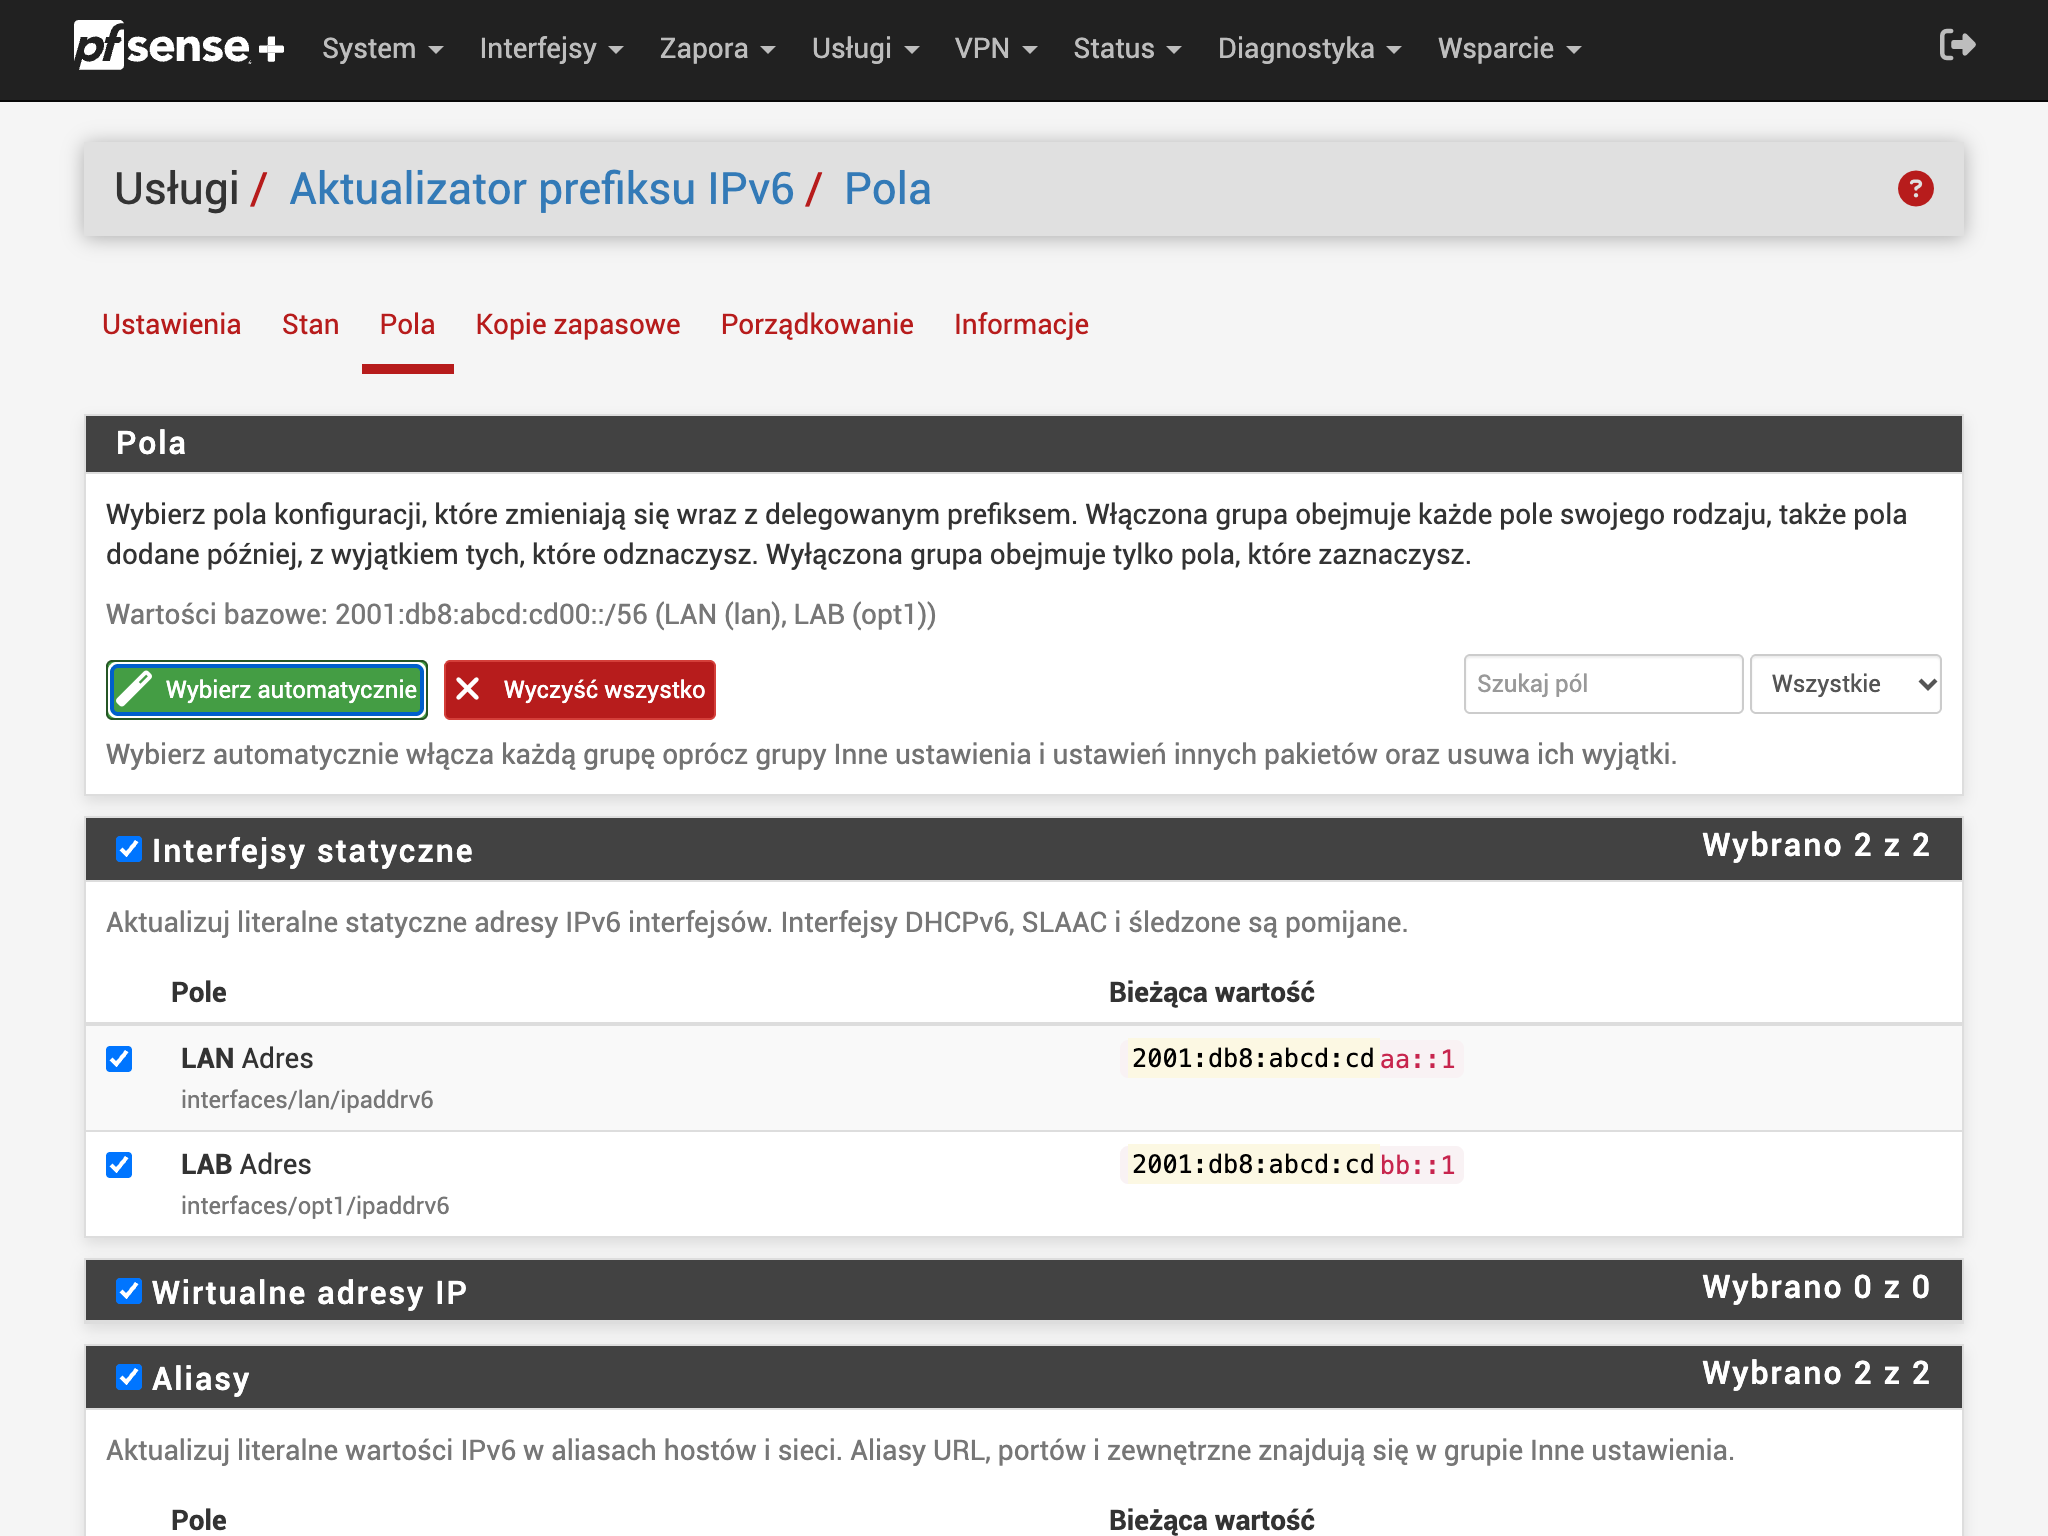 pfsense+ System Interfejsy Zapora Usługi VPN Status Diagnostyka Wsparcie
Usługi / Aktualizator prefiksu IPv6 / Pola
Ustawienia Stan Pola Kopie zapasowe Porządkowanie Informacje
Pola
Wybierz pola konfiguracji, które zmieniają się wraz z delegowanym prefiksem. Włączona grupa obejmuje każde pole swojego rodzaju, także pola
dodane później, z wyjątkiem tych, które odznaczysz. Wyłączona grupa obejmuje tylko pola, które zaznaczysz.
Wartości bazowe: 2001:db8:abcd:cd00::/56 (LAN (lan), LAB (opt1))
Wybierz automatycznie Wyczyść wszystko Szukaj pól Wszystkie
Wybierz automatycznie włącza każdą grupę oprócz grupy Inne ustawienia i ustawień innych pakietów oraz usuwa ich wyjątki.
Interfejsy statyczne Wybrano 2 z 2
Aktualizuj literalne statyczne adresy IPv6 interfejsów. Interfejsy DHCPv6, SLAAC i śledzone są pomijane.
Pole Bieżąca wartość
LAN Adres 2001:db8:abcd:cdaa::1
interfaces/lan/ipaddrv6
LAB Adres 2001:db8:abcd:cdbb::1
interfaces/opt1/ipaddrv6
Wirtualne adresy IP Wybrano 0 z 0
Aliasy Wybrano 2 z 2
Aktualizuj literalne wartości IPv6 w aliasach hostów i sieci. Aliasy URL, portów i zewnętrzne znajdują się w grupie Inne ustawienia.
Pole Bieżąca wartość